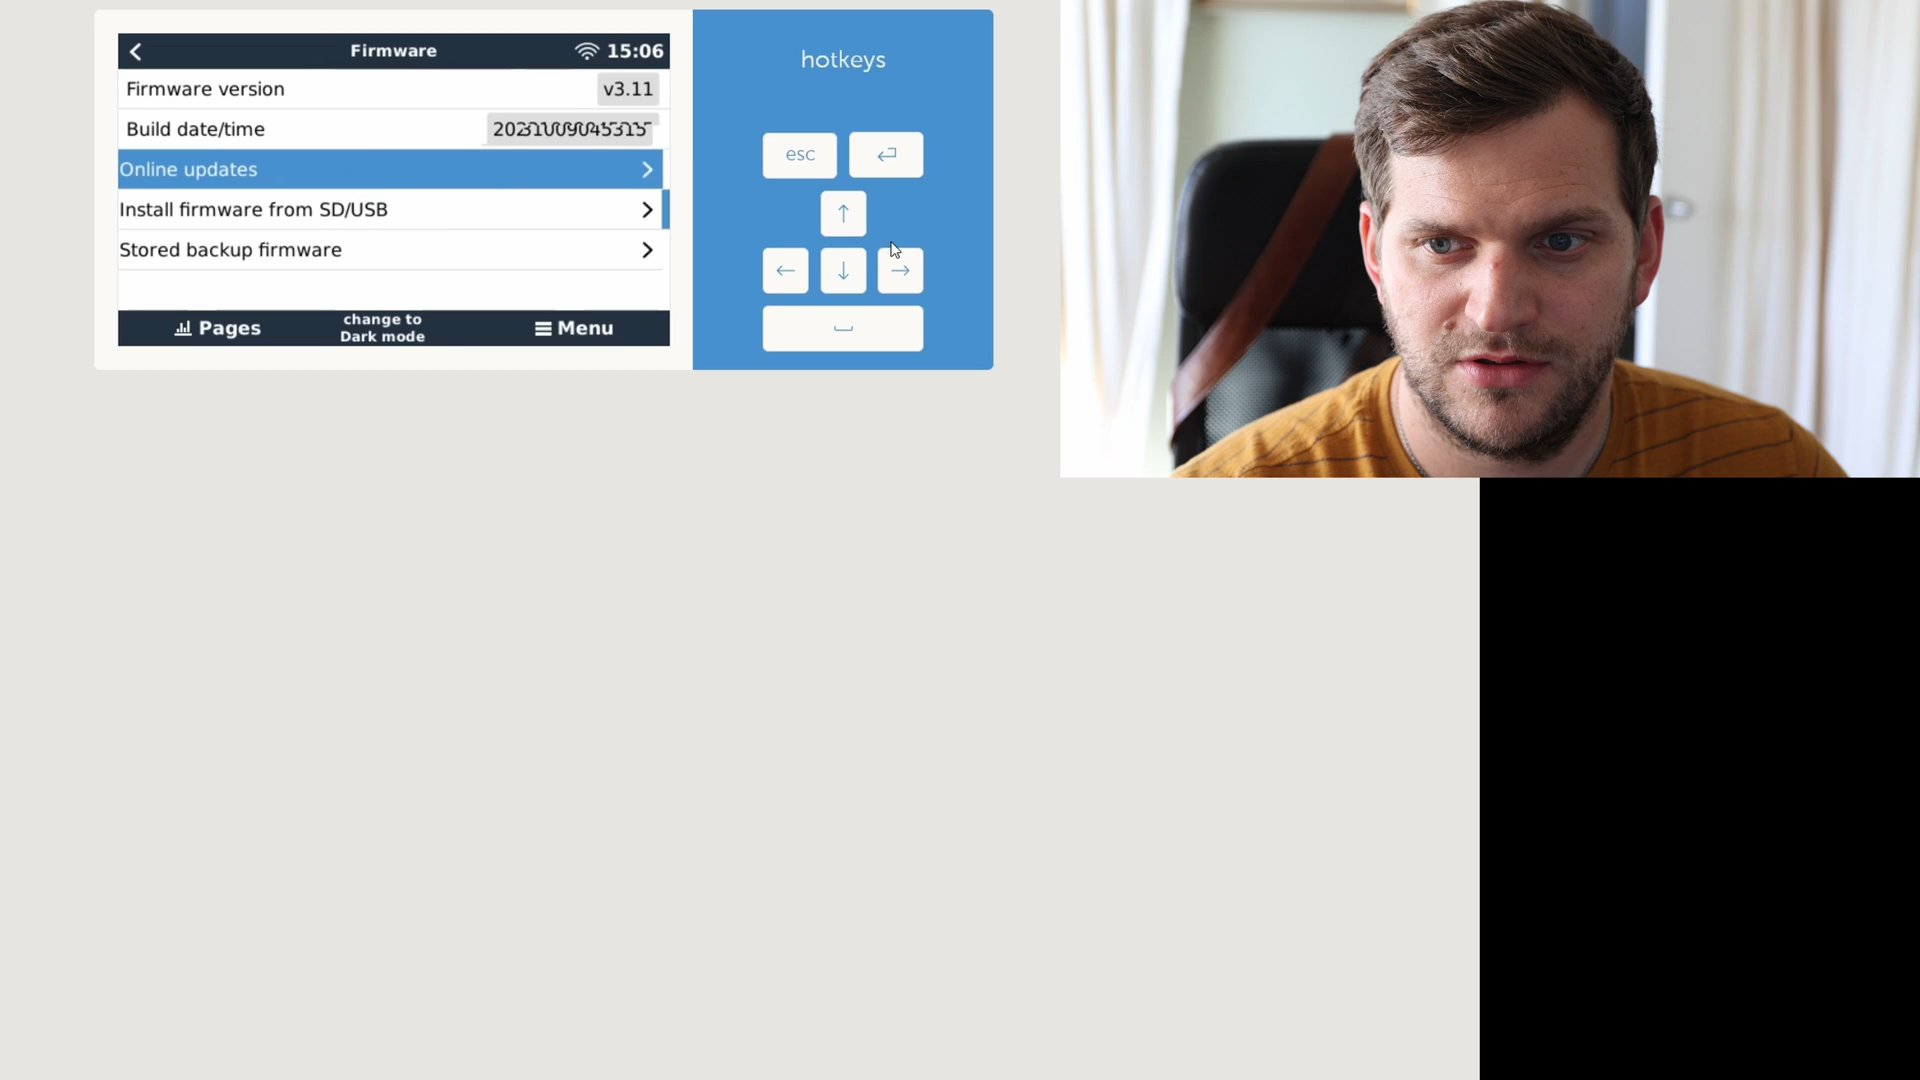 Firmware
15:06
Firmware version
v3.11
Build date/time
Online updates
Install firmware from SD/USB
Stored backup firmware
Pages
change to
Dark mode
Menu
hotkeys
esc